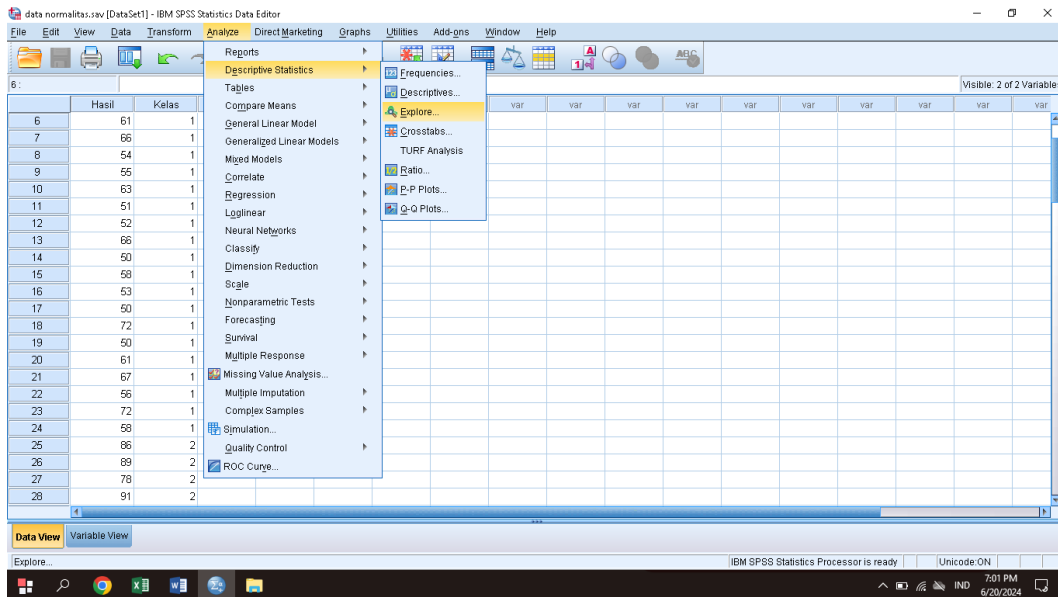 data normalitas.sav [DataSet1] - IBM SPSS Statistics Data Editor
File Edit View Data Transform Analyze Direct Marketing Graphs Utilities Add-ons Window Help
6 :
Visible: 2 of 2 Variable
Hasil Kelas var var var var var var var var var var
6 61 1
7 66 1
8 54 1
9 55 1
10 63 1
11 51 1
12 52 1
13 66 1
14 50 1
15 58 1
16 53 1
17 50 1
18 72 1
19 50 1
20 61 1
21 67 1
22 56 1
23 72 1
24 58 1
25 86 2
26 89 2
27 78 2
28 91 2
Reports
Descriptive Statistics
Tables
Compare Means
General Linear Model
Generalized Linear Models
Mixed Models
Correlate
Regression
Loglinear
Neural Networks
Classify
Dimension Reduction
Scale
Nonparametric Tests
Forecasting
Survival
Multiple Response
Missing Value Analysis...
Multiple Imputation
Complex Samples
Simulation...
Quality Control
ROC Curve...
Frequencies...
Descriptives...
Explore...
Crosstabs...
TURF Analysis
Ratio...
P-P Plots...
Q-Q Plots...
Data View Variable View
Explore...
IBM SPSS Statistics Processor is ready
Unicode:ON
IND
7:01 PM
6/20/2024